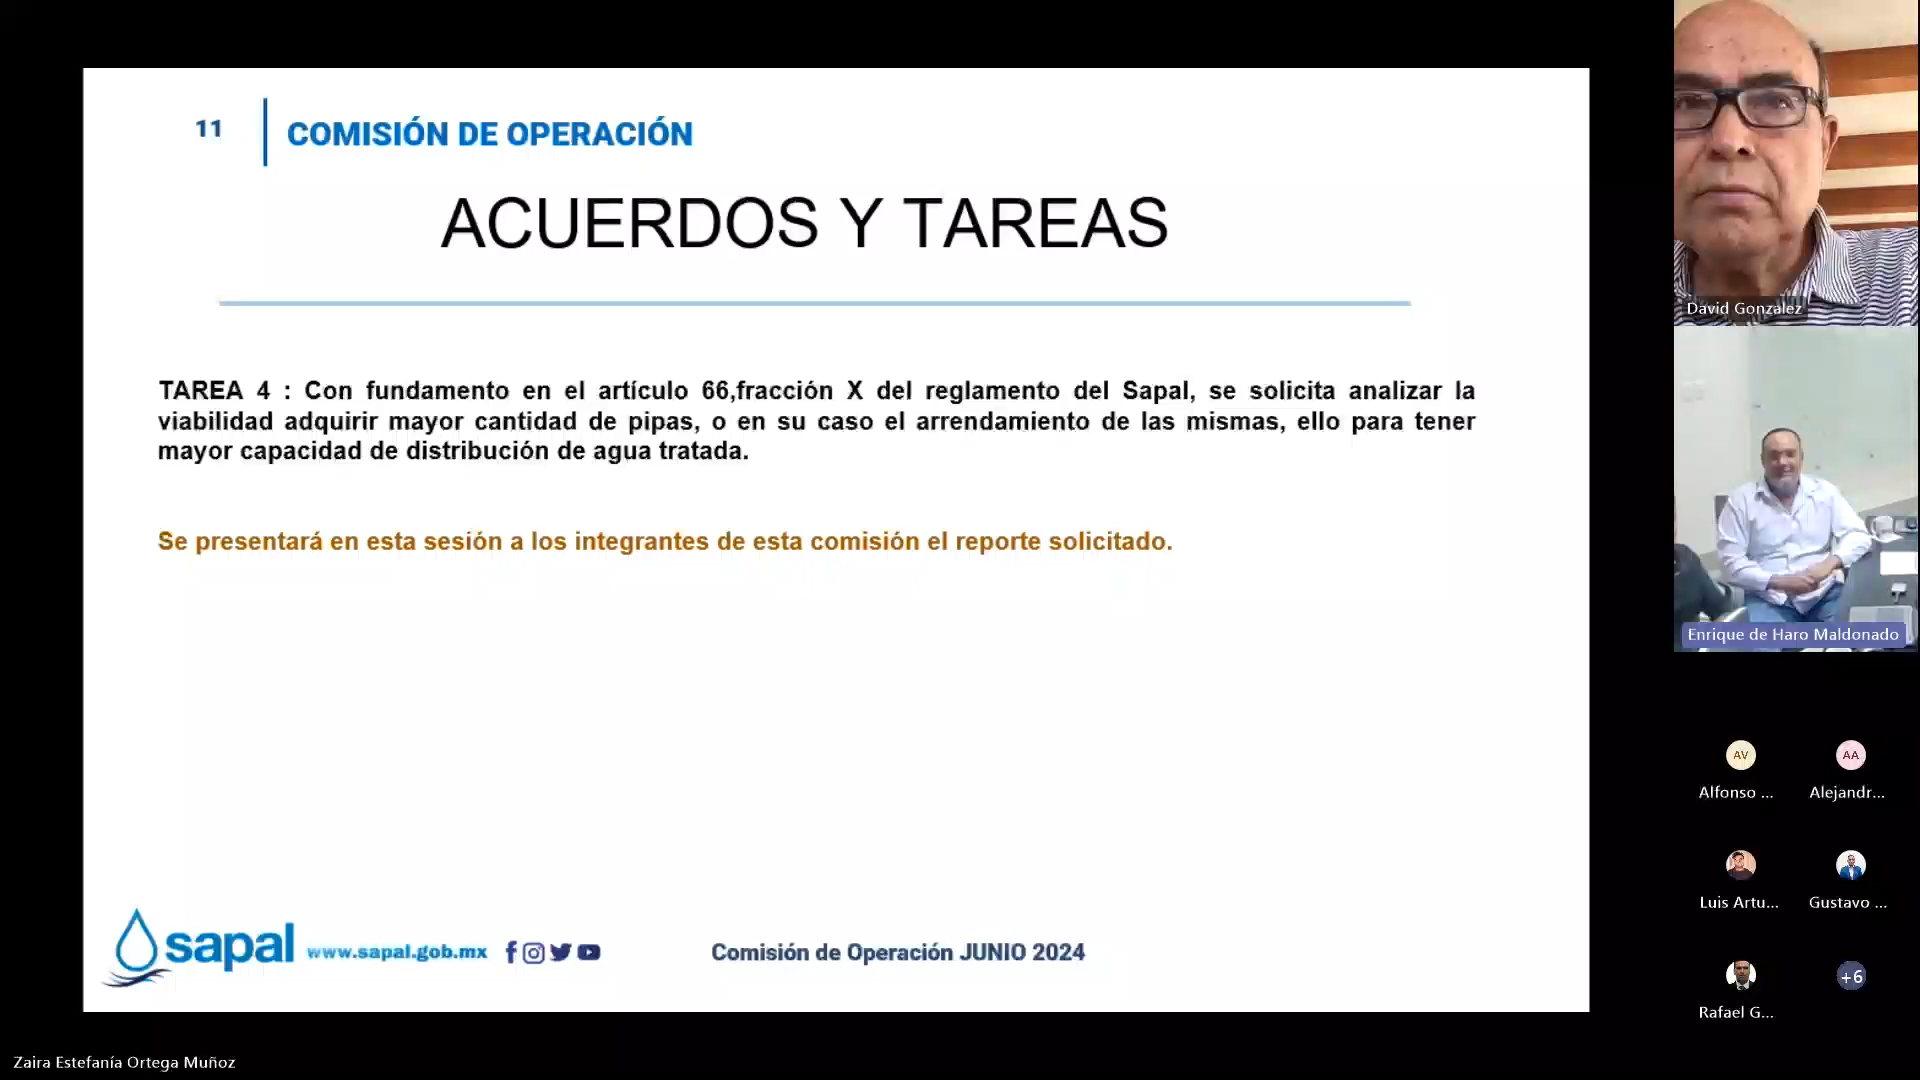 11
COMISIÓN DE OPERACIÓN
ACUERDOS Y TAREAS
TAREA 4 : Con fundamento en el artículo 66,fracción X del reglamento del Sapal, se solicita analizar la
viabilidad adquirir mayor cantidad de pipas, o en su caso el arrendamiento de las mismas, ello para tener
mayor capacidad de distribución de agua tratada.
Se presentará en esta sesión a los integrantes de esta comisión el reporte solicitado.
sapal
www.sapal.gob.mx
Comisión de Operación JUNIO 2024
Zaira Estefanía Ortega Muñoz
David Gonzalez
Enrique de Haro Maldonado
AV
AA
Alfonso ...
Alejandr...
Luis Artu...
Gustavo ...
Rafael G...
+6